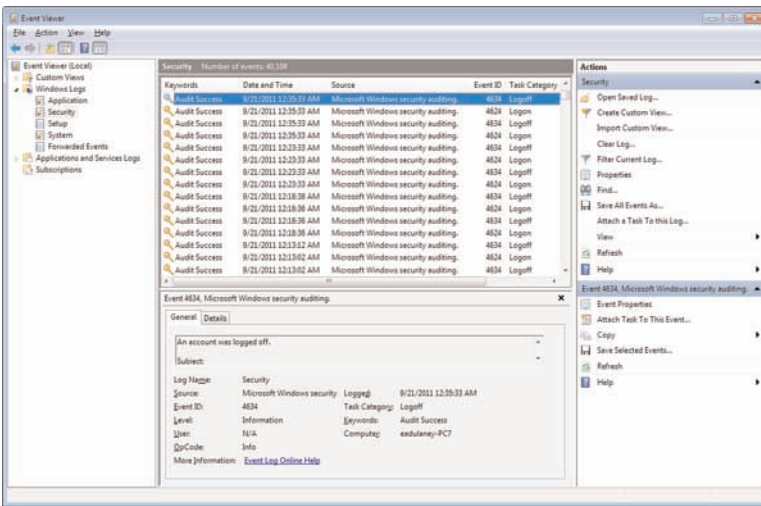 Event Viewer
File Action View Help
Event Viewer (Local)
Custom Views
Windows Logs
Application
Security
Setup
System
Forwarded Events
Applications and Services Logs
Subscriptions
Security Number of events: 40,108
Keywords Date and Time Source Event ID Task Category
Audit Success 9/21/2011 12:35:33 AM Microsoft Windows security auditing. 4634 Logoff
Audit Success 9/21/2011 12:35:33 AM Microsoft Windows security auditing. 4624 Logon
Audit Success 9/21/2011 12:35:33 AM Microsoft Windows security auditing. 4624 Logon
Audit Success 9/21/2011 12:35:33 AM Microsoft Windows security auditing. 4634 Logoff
Audit Success 9/21/2011 12:23:33 AM Microsoft Windows security auditing. 4634 Logoff
Audit Success 9/21/2011 12:23:33 AM Microsoft Windows security auditing. 4624 Logon
Audit Success 9/21/2011 12:23:33 AM Microsoft Windows security auditing. 4634 Logoff
Audit Success 9/21/2011 12:23:33 AM Microsoft Windows security auditing. 4624 Logon
Audit Success 9/21/2011 12:18:36 AM Microsoft Windows security auditing. 4634 Logoff
Audit Success 9/21/2011 12:18:36 AM Microsoft Windows security auditing. 4624 Logon
Audit Success 9/21/2011 12:18:36 AM Microsoft Windows security auditing. 4634 Logoff
Audit Success 9/21/2011 12:18:36 AM Microsoft Windows security auditing. 4624 Logon
Audit Success 9/21/2011 12:13:12 AM Microsoft Windows security auditing. 4634 Logoff
Audit Success 9/21/2011 12:13:02 AM Microsoft Windows security auditing. 4624 Logon
Audit Success 9/21/2011 12:13:02 AM Microsoft Windows security auditing. 4634 Logoff
Event 4634, Microsoft Windows security auditing.
General Details
An account was logged off.
Subject:
Log Name: Security
Source: Microsoft Windows security Logged: 9/21/2011 12:35:33 AM
Event ID: 4634 Task Category: Logoff
Level: Information Keywords: Audit Success
User: N/A Computer: eadulaney-PC7
OpCode: Info
More Information: Event Log Online Help
Actions
Security
Open Saved Log...
Create Custom View...
Import Custom View...
Clear Log...
Filter Current Log...
Properties
Find...
Save All Events As...
Attach a Task To this Log...
View
Refresh
Help
Event 4634, Microsoft Windows security auditing.
Event Properties
Attach Task To This Event...
Copy
Save Selected Events...
Refresh
Help